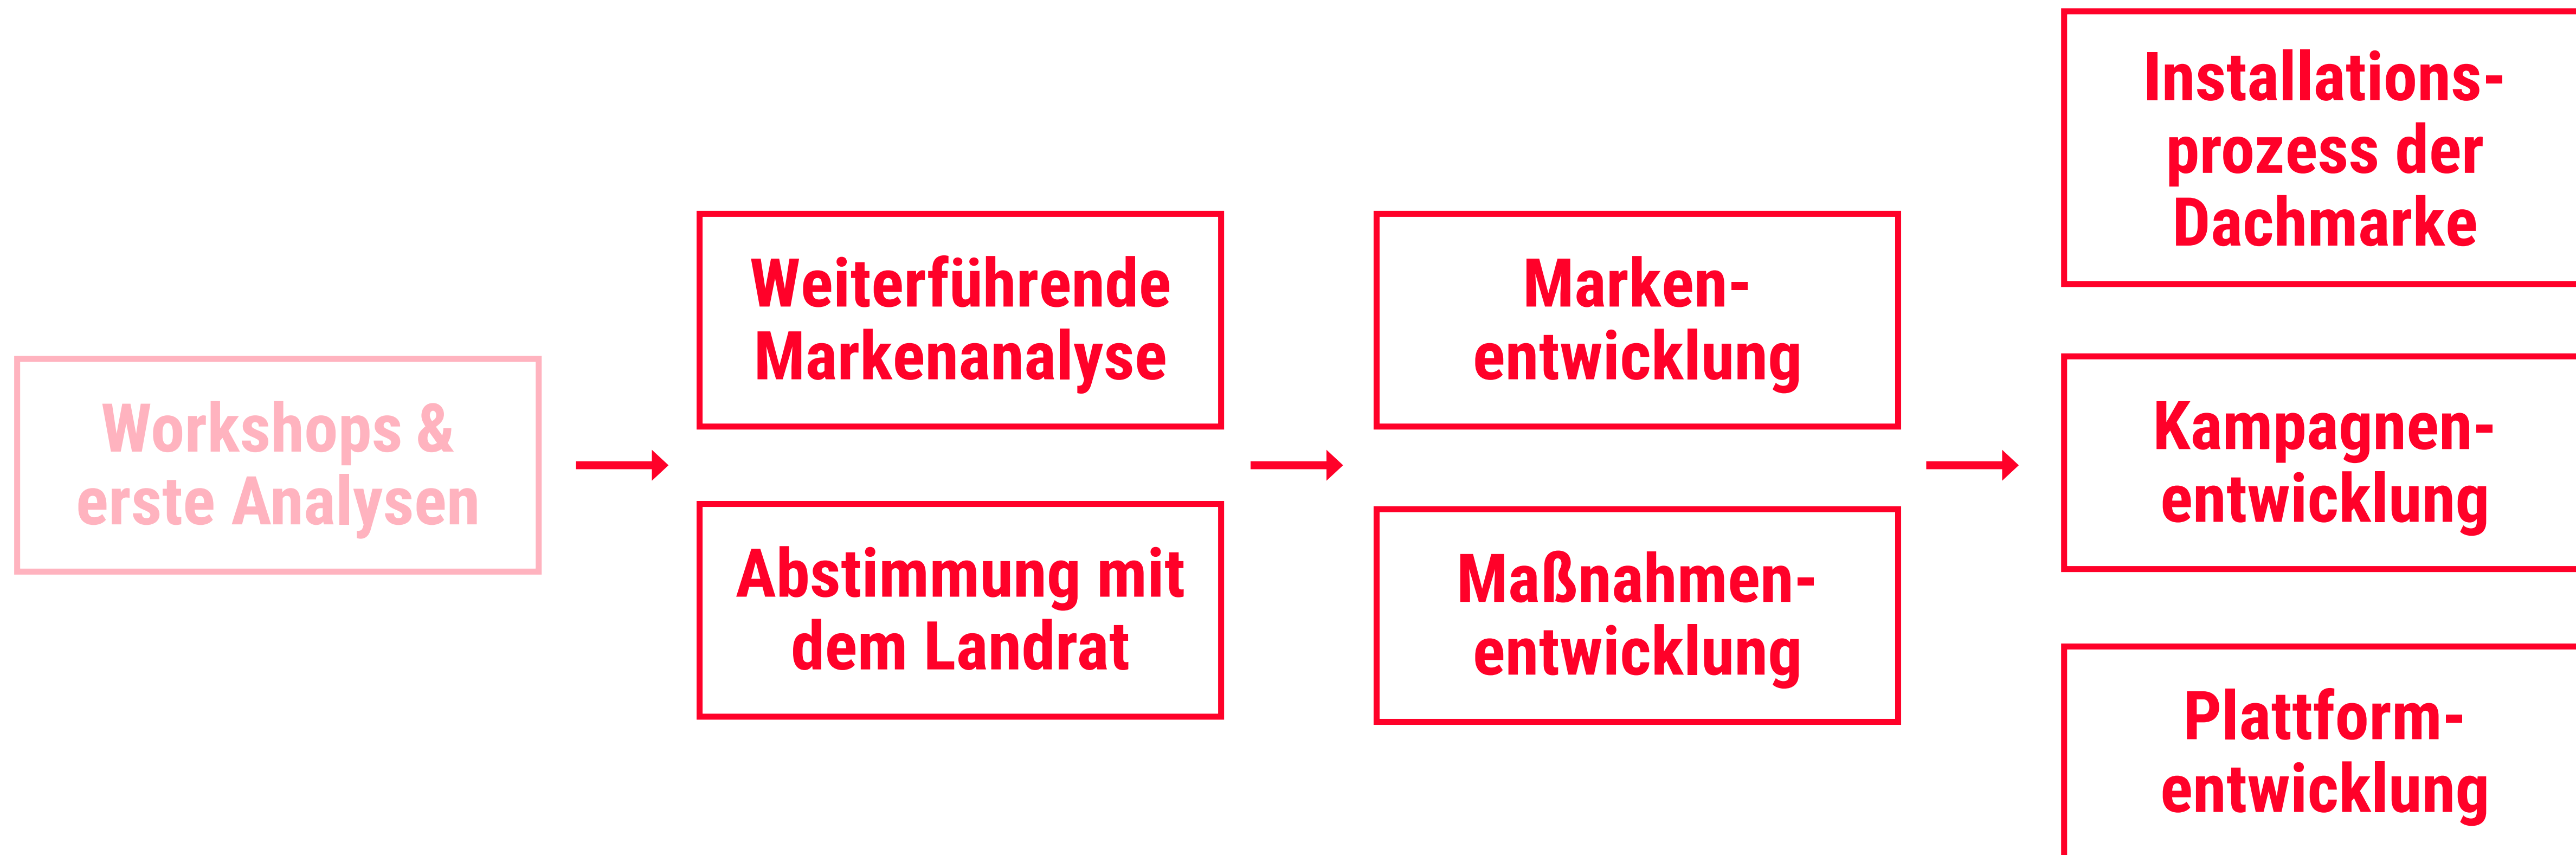 Workshops &
erste Analysen
Weiterführende
Markenanalyse
Abstimmung mit
dem Landrat
Marken-
entwicklung
Maßnahmen-
entwicklung
Installations-
prozess der
Dachmarke
Kampagnen-
entwicklung
Plattform-
entwicklung